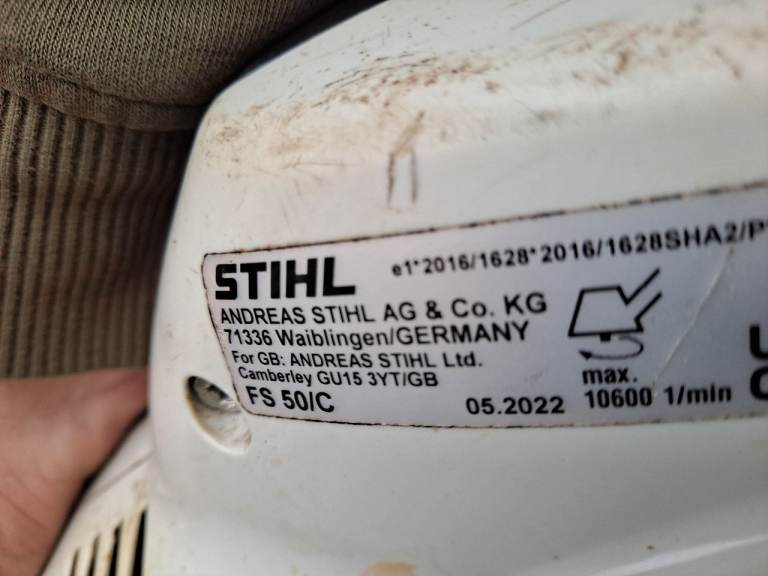 STIHL
e1*2016/1628*2016/1628SHA2/P
ANDREAS STIHL AG & Co. KG
71336 Waiblingen/GERMANY
For GB: ANDREAS STIHL Ltd.
Camberley GU15 3YT/GB
FS 50/C
05.2022
max.
10600 1/min